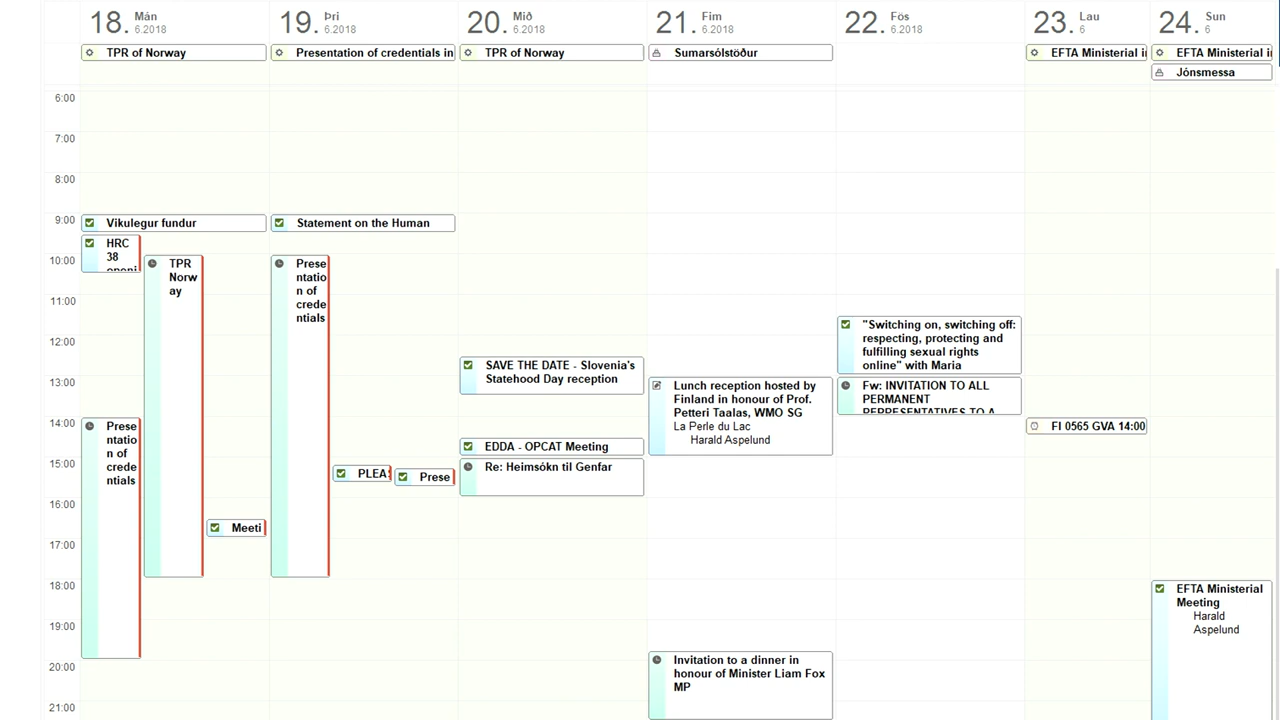 18. Mán 6.2018
19. Þri 6.2018
20. Mið 6.2018
21. Fim 6.2018
22. Fös 6.2018
23. Lau 6
24. Sun 6
TPR of Norway
Presentation of credentials in
TPR of Norway
Sumarsólstöður
EFTA Ministerial
EFTA Ministerial
Jónsmessa
6:00
7:00
8:00
9:00
10:00
11:00
12:00
13:00
14:00
15:00
16:00
17:00
18:00
19:00
20:00
21:00
Vikulegur fundur
HRC
38
openi
TPR
Norw
ay
Prese
ntatio
n of
crede
ntials
Meeti
Statement on the Human
Prese
ntatio
n of
crede
ntials
PLEA
Prese
SAVE THE DATE - Slovenia's
Statehood Day reception
EDDA - OPCAT Meeting
Re: Heimsókn til Genfar
Lunch reception hosted by
Finland in honour of Prof.
Petteri Taalas, WMO SG
La Perle du Lac
Harald Aspelund
Invitation to a dinner in
honour of Minister Liam Fox
MP
"Switching on, switching off:
respecting, protecting and
fulfilling sexual rights
online" with Maria
Fw: INVITATION TO ALL
PERMANENT
REPRESENTATIVES TO A
FI 0565 GVA 14:00
EFTA Ministerial
Meeting
Harald
Aspelund